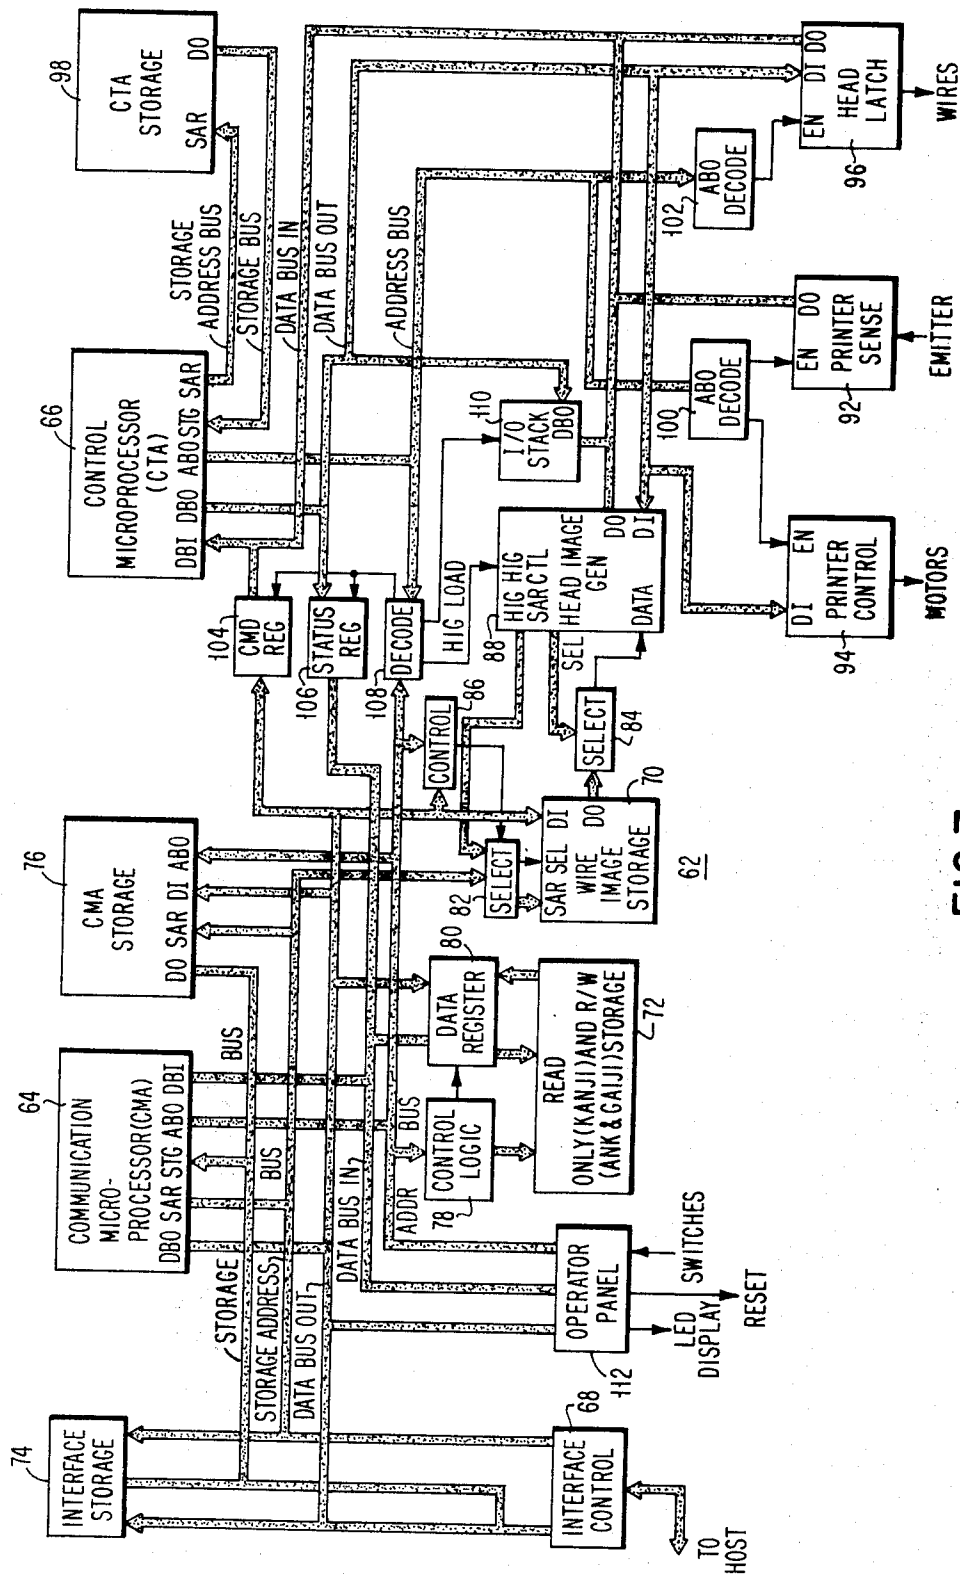 74
INTERFACE
STORAGE
64
COMMUNICATION
MICRO-
PROCESSOR(CMA)
DBO SAR STG ABO DBI
76
CMA
STORAGE
DO SAR DI ABO
66
CONTROL
MICROPROCESSOR
(CTA)
DBI DBO ABO STG SAR
98
CTA
STORAGE
SAR DO
STORAGE
BUS
STORAGE ADDRESS
BUS
DATA BUS OUT
DATA BUS IN
ADDR BUS
STORAGE
ADDRESS BUS
STORAGE BUS
DATA BUS IN
DATA BUS OUT
ADDRESS BUS
104
CMD
REG
106
STATUS
REG
108
DECODE
HIG LOAD
110
I/O
STACK
DBO
86
CONTROL
82
SELECT
84
SELECT
SEL
88
HIG HIG
SAR CTL
HEAD IMAGE
GEN
DO
DATA DI
70
SAR SEL DI
DO
WIRE
IMAGE
STORAGE
62
80
DATA
REGISTER
78
CONTROL
LOGIC
72
READ
ONLY(KANJI) AND R/W
(ANK & GAIJI) STORAGE
112
OPERATOR
PANEL
LED
DISPLAY
RESET
SWITCHES
68
INTERFACE
CONTROL
TO
HOST
100
ABO
DECODE
102
ABO
DECODE
94
DI EN
PRINTER
CONTROL
MOTORS
92
EN DO
PRINTER
SENSE
EMITTER
96
EN DI DO
HEAD
LATCH
WIRES